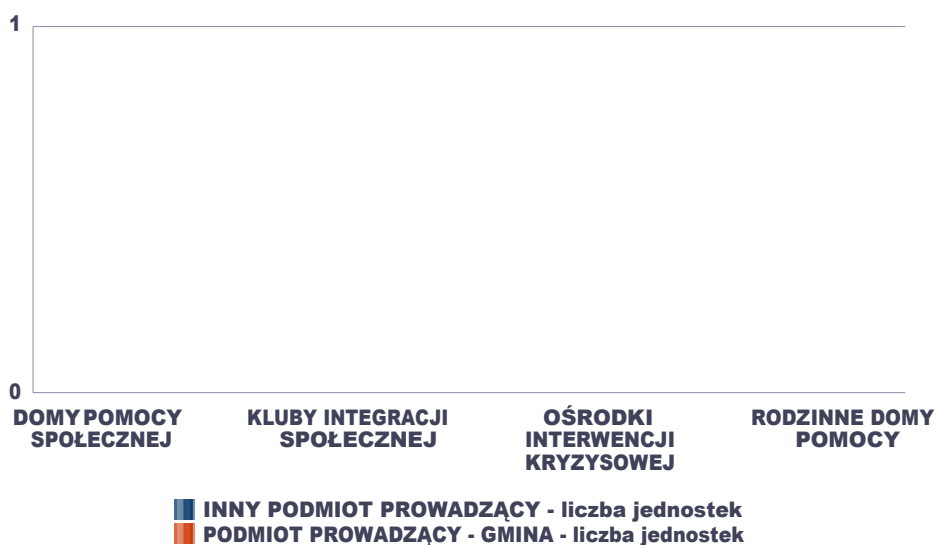 1
0
DOMY POMOCY SPOŁECZNEJ
KLUBY INTEGRACJI SPOŁECZNEJ
OŚRODKI INTERWENCJI KRYZYSOWEJ
RODZINNE DOMY POMOCY
INNY PODMIOT PROWADZĄCY - liczba jednostek
PODMIOT PROWADZĄCY - GMINA - liczba jednostek